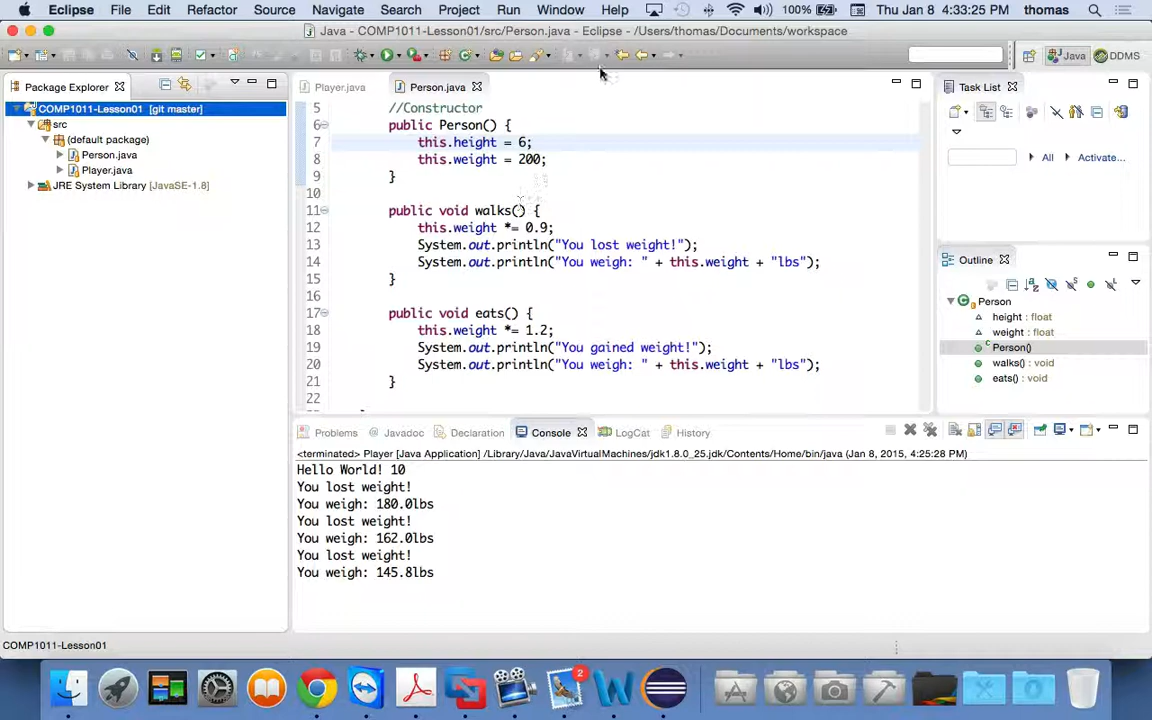 Eclipse File Edit Refactor Source Navigate Search Project Run Window Help 100% Thu Jan 8 4:33:25 PM thomas
Java - COMP1011-Lesson01/src/Person.java - Eclipse - /Users/thomas/Documents/workspace
Java DDMS
Package Explorer
COMP1011-Lesson01 [git master]
src
(default package)
Person.java
Player.java
JRE System Library [JavaSE-1.8]
Player.java Person.java
5 //Constructor
6 public Person() {
7 this.height = 6;
8 this.weight = 200;
9 }
10
11 public void walks() {
12 this.weight *= 0.9;
13 System.out.println("You lost weight!");
14 System.out.println("You weigh: " + this.weight + "lbs");
15 }
16
17 public void eats() {
18 this.weight *= 1.2;
19 System.out.println("You gained weight!");
20 System.out.println("You weigh: " + this.weight + "lbs");
21 }
22
Task List
All Activate...
Outline
Person
height : float
weight : float
Person()
walks() : void
eats() : void
Problems Javadoc Declaration Console LogCat History
<terminated> Player [Java Application] /Library/Java/JavaVirtualMachines/jdk1.8.0_25.jdk/Contents/Home/bin/java (Jan 8, 2015, 4:25:28 PM)
Hello World! 10
You lost weight!
You weigh: 180.0lbs
You lost weight!
You weigh: 162.0lbs
You lost weight!
You weigh: 145.8lbs
COMP1011-Lesson01
2